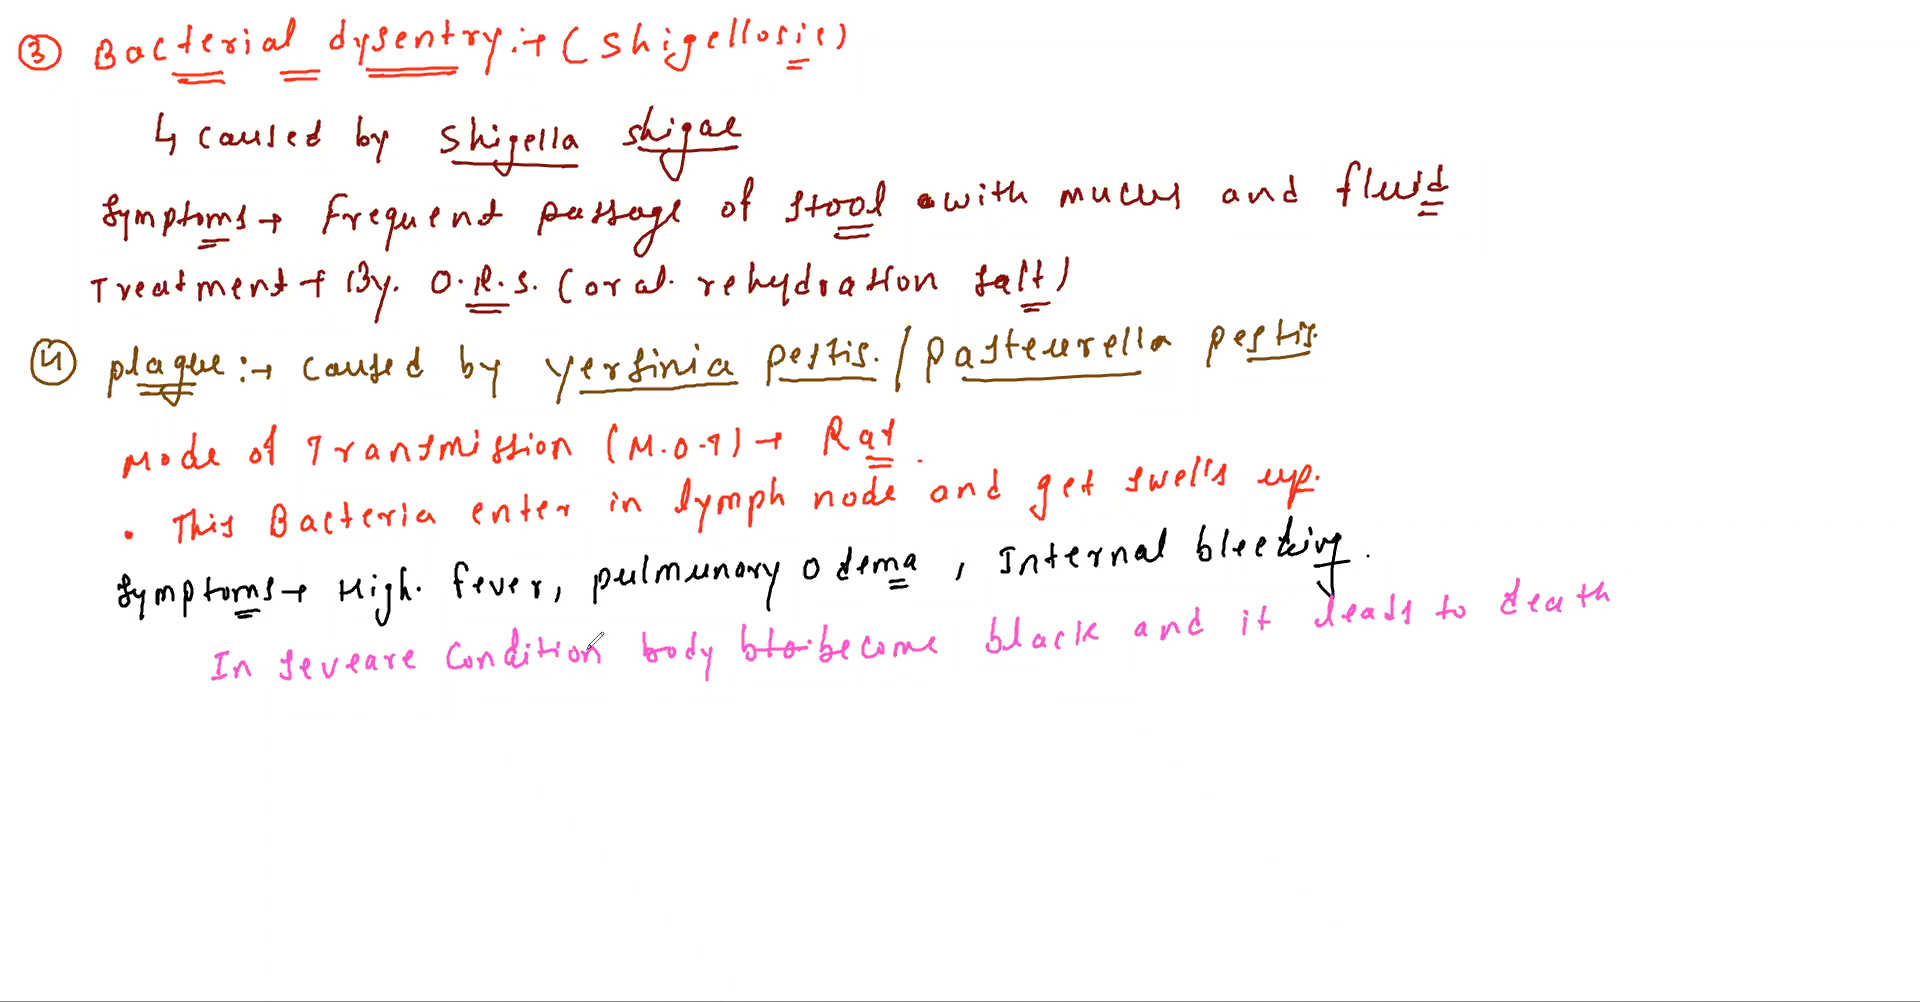 ③ Bacterial dysentry :→ (Shigellosis)
↳ caused by Shigella shigae
Symptoms → Frequent passage of stool with mucus and fluid
Treatment → By. O.R.S. (oral. rehydration salt)
④ plaque :→ caused by yersinia pestis. / pasteurella pestis.
Mode of Transmission (M.O.T) → Rat.
• This Bacteria enter in lymph node and get swells up.
Symptoms → High. fever, pulmunary odema, Internal bleeding.
In seveare condition body become black and it leads to death